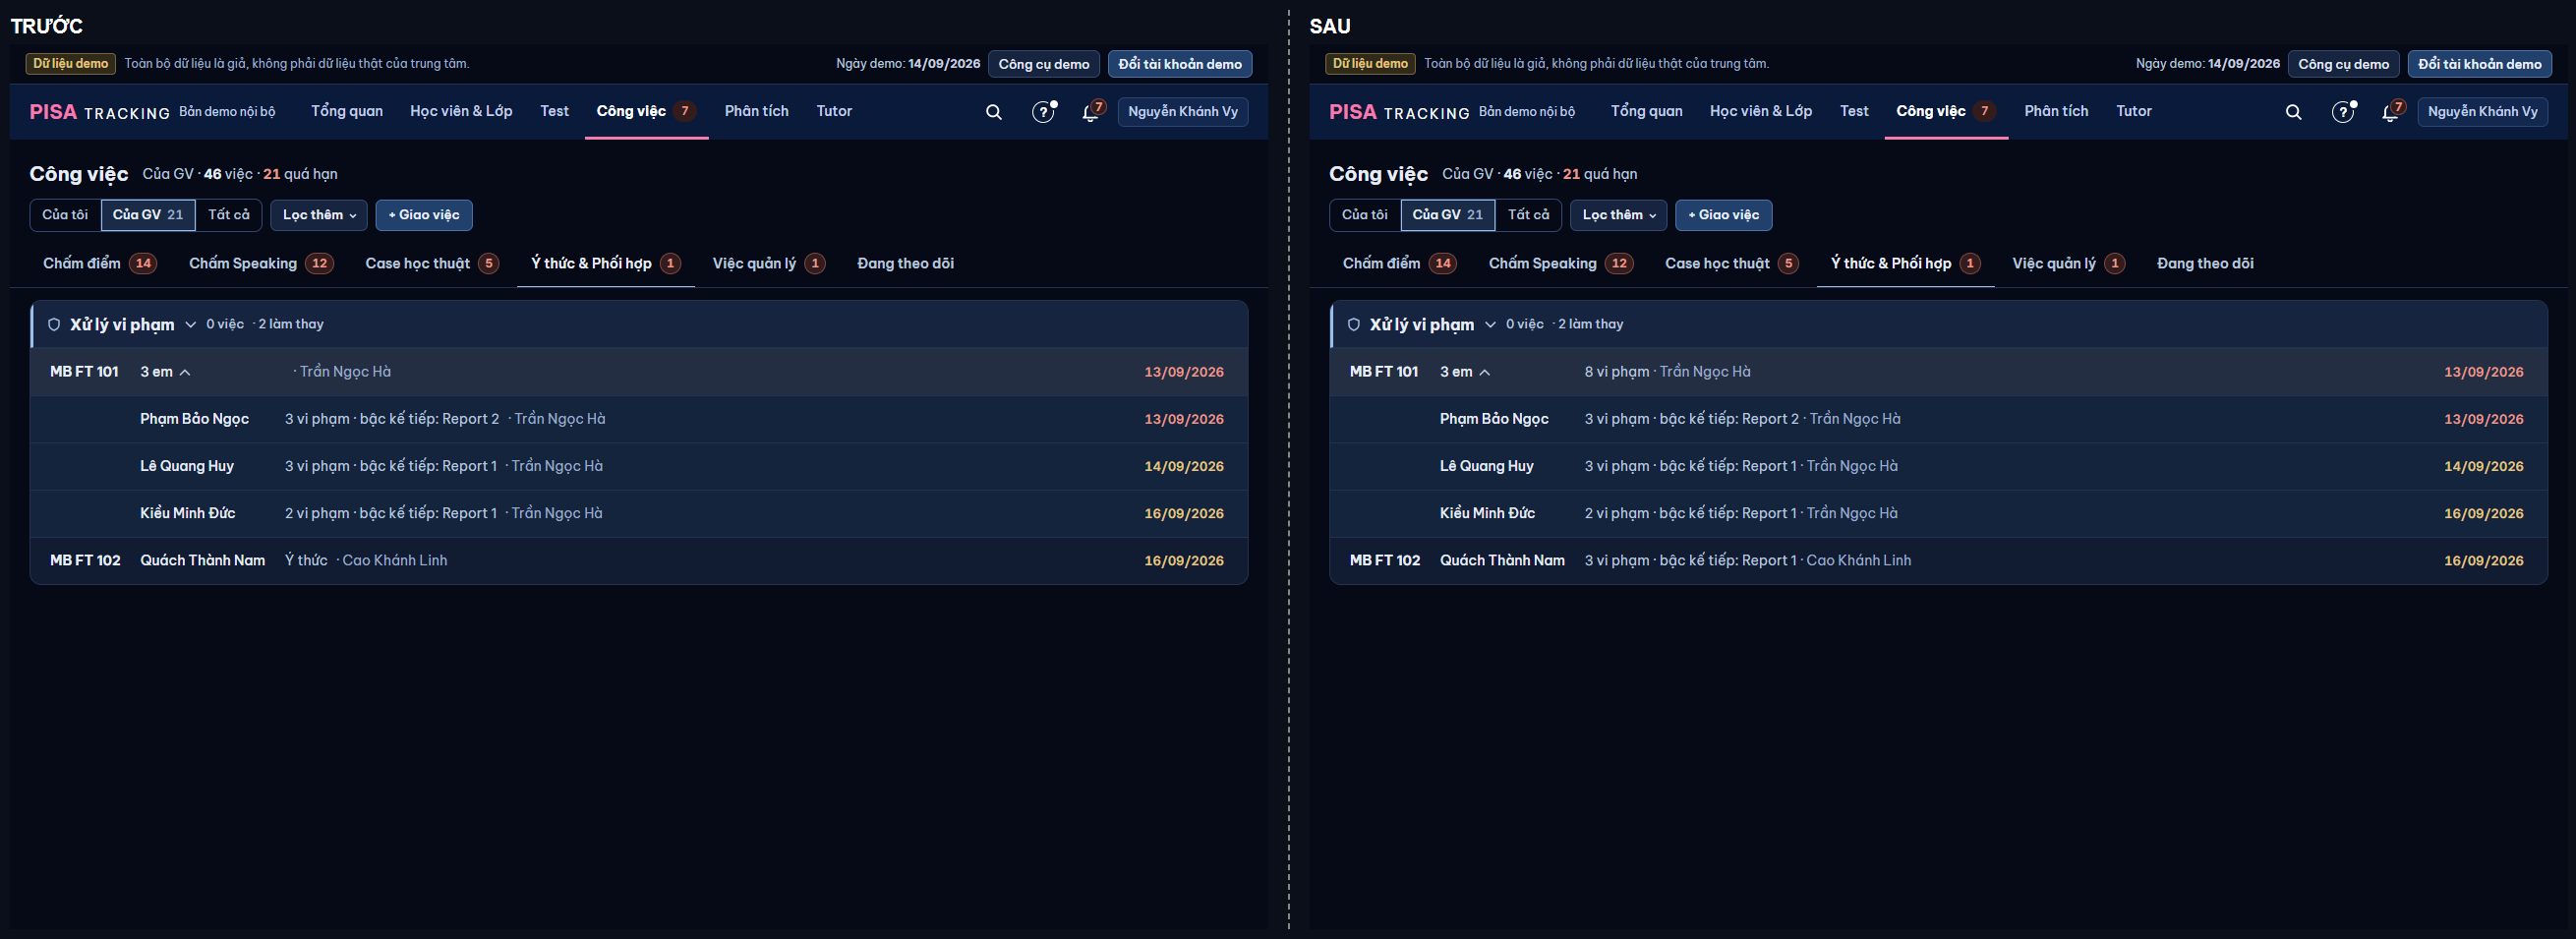 TRƯỚC
Dữ liệu demo Toàn bộ dữ liệu là giả, không phải dữ liệu thật của trung tâm. Ngày demo: 14/09/2026 Công cụ demo Đổi tài khoản demo
PISA TRACKING Bản demo nội bộ Tổng quan Học viên & Lớp Test Công việc 7 Phân tích Tutor ? 7 Nguyễn Khánh Vy
Công việc Của GV · 46 việc · 21 quá hạn
Của tôi Của GV 21 Tất cả Lọc thêm + Giao việc
Chấm điểm 14 Chấm Speaking 12 Case học thuật 5 Ý thức & Phối hợp 1 Việc quản lý 1 Đang theo dõi
Xử lý vi phạm 0 việc · 2 làm thay
MB FT 101 3 em · Trần Ngọc Hà 13/09/2026
Phạm Bảo Ngọc 3 vi phạm · bậc kế tiếp: Report 2 · Trần Ngọc Hà 13/09/2026
Lê Quang Huy 3 vi phạm · bậc kế tiếp: Report 1 · Trần Ngọc Hà 14/09/2026
Kiều Minh Đức 2 vi phạm · bậc kế tiếp: Report 1 · Trần Ngọc Hà 16/09/2026
MB FT 102 Quách Thành Nam Ý thức · Cao Khánh Linh 16/09/2026
SAU
Dữ liệu demo Toàn bộ dữ liệu là giả, không phải dữ liệu thật của trung tâm. Ngày demo: 14/09/2026 Công cụ demo Đổi tài khoản demo
PISA TRACKING Bản demo nội bộ Tổng quan Học viên & Lớp Test Công việc 7 Phân tích Tutor ? 7 Nguyễn Khánh Vy
Công việc Của GV · 46 việc · 21 quá hạn
Của tôi Của GV 21 Tất cả Lọc thêm + Giao việc
Chấm điểm 14 Chấm Speaking 12 Case học thuật 5 Ý thức & Phối hợp 1 Việc quản lý 1 Đang theo dõi
Xử lý vi phạm 0 việc · 2 làm thay
MB FT 101 3 em 8 vi phạm · Trần Ngọc Hà 13/09/2026
Phạm Bảo Ngọc 3 vi phạm · bậc kế tiếp: Report 2 · Trần Ngọc Hà 13/09/2026
Lê Quang Huy 3 vi phạm · bậc kế tiếp: Report 1 · Trần Ngọc Hà 14/09/2026
Kiều Minh Đức 2 vi phạm · bậc kế tiếp: Report 1 · Trần Ngọc Hà 16/09/2026
MB FT 102 Quách Thành Nam 3 vi phạm · bậc kế tiếp: Report 1 · Cao Khánh Linh 16/09/2026